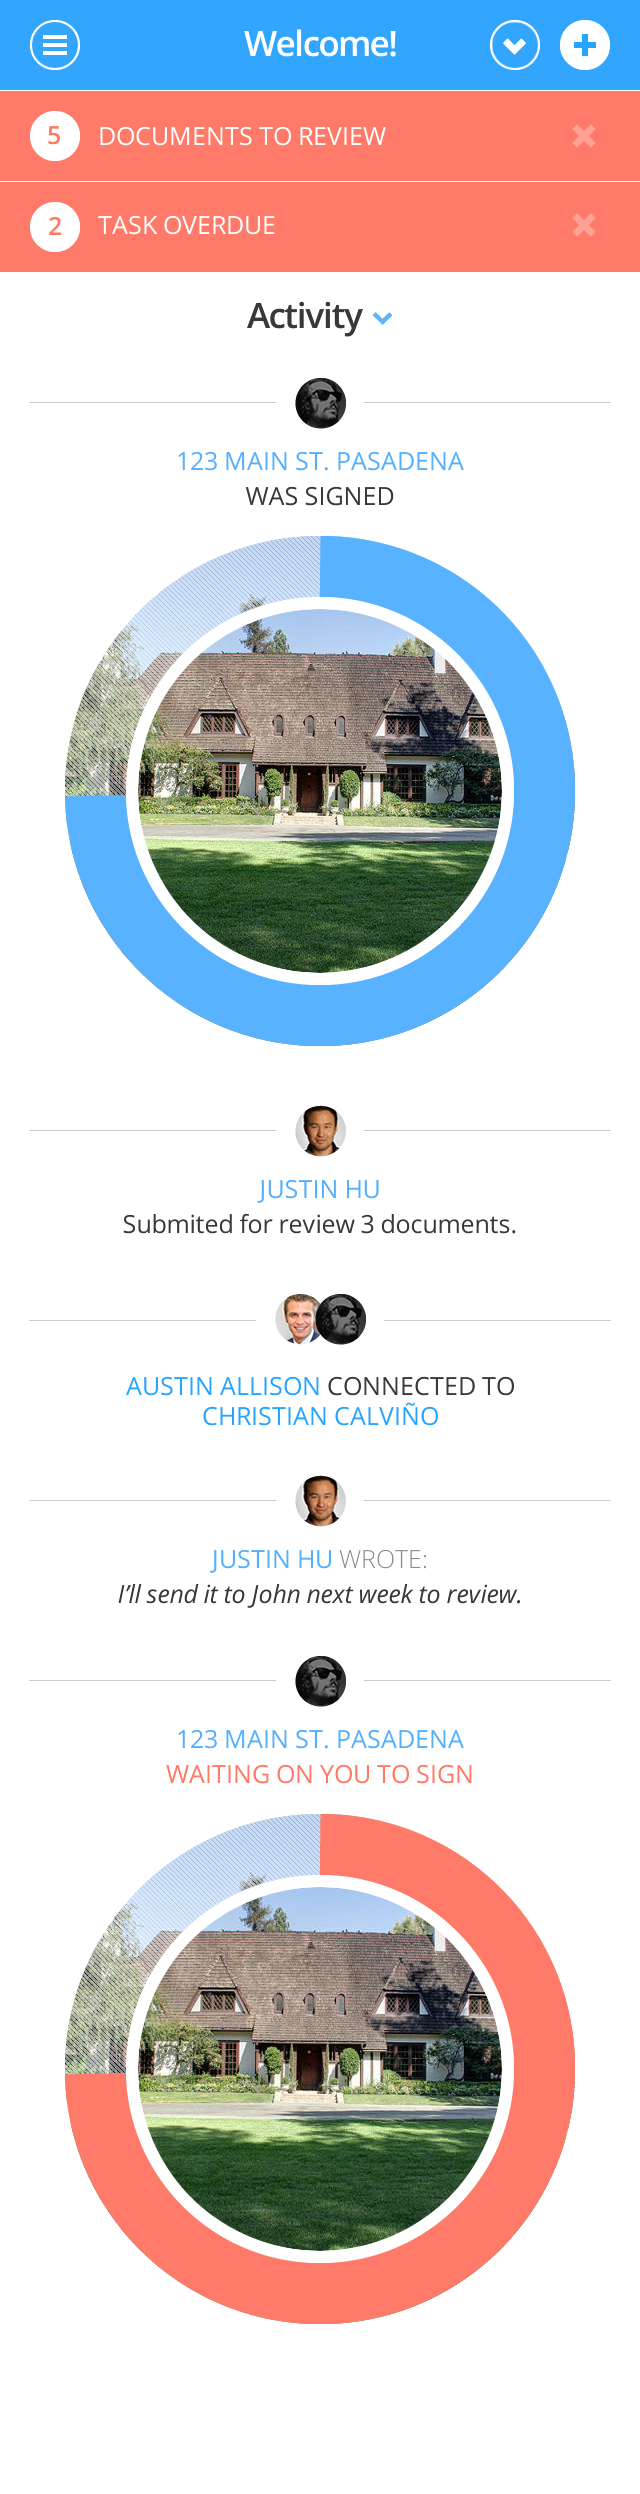 Welcome!
5 DOCUMENTS TO REVIEW
2 TASK OVERDUE
Activity
123 MAIN ST. PASADENA
WAS SIGNED
JUSTIN HU
Submited for review 3 documents.
AUSTIN ALLISON CONNECTED TO
CHRISTIAN CALVIÑO
JUSTIN HU WROTE:
I'll send it to John next week to review.
123 MAIN ST. PASADENA
WAITING ON YOU TO SIGN